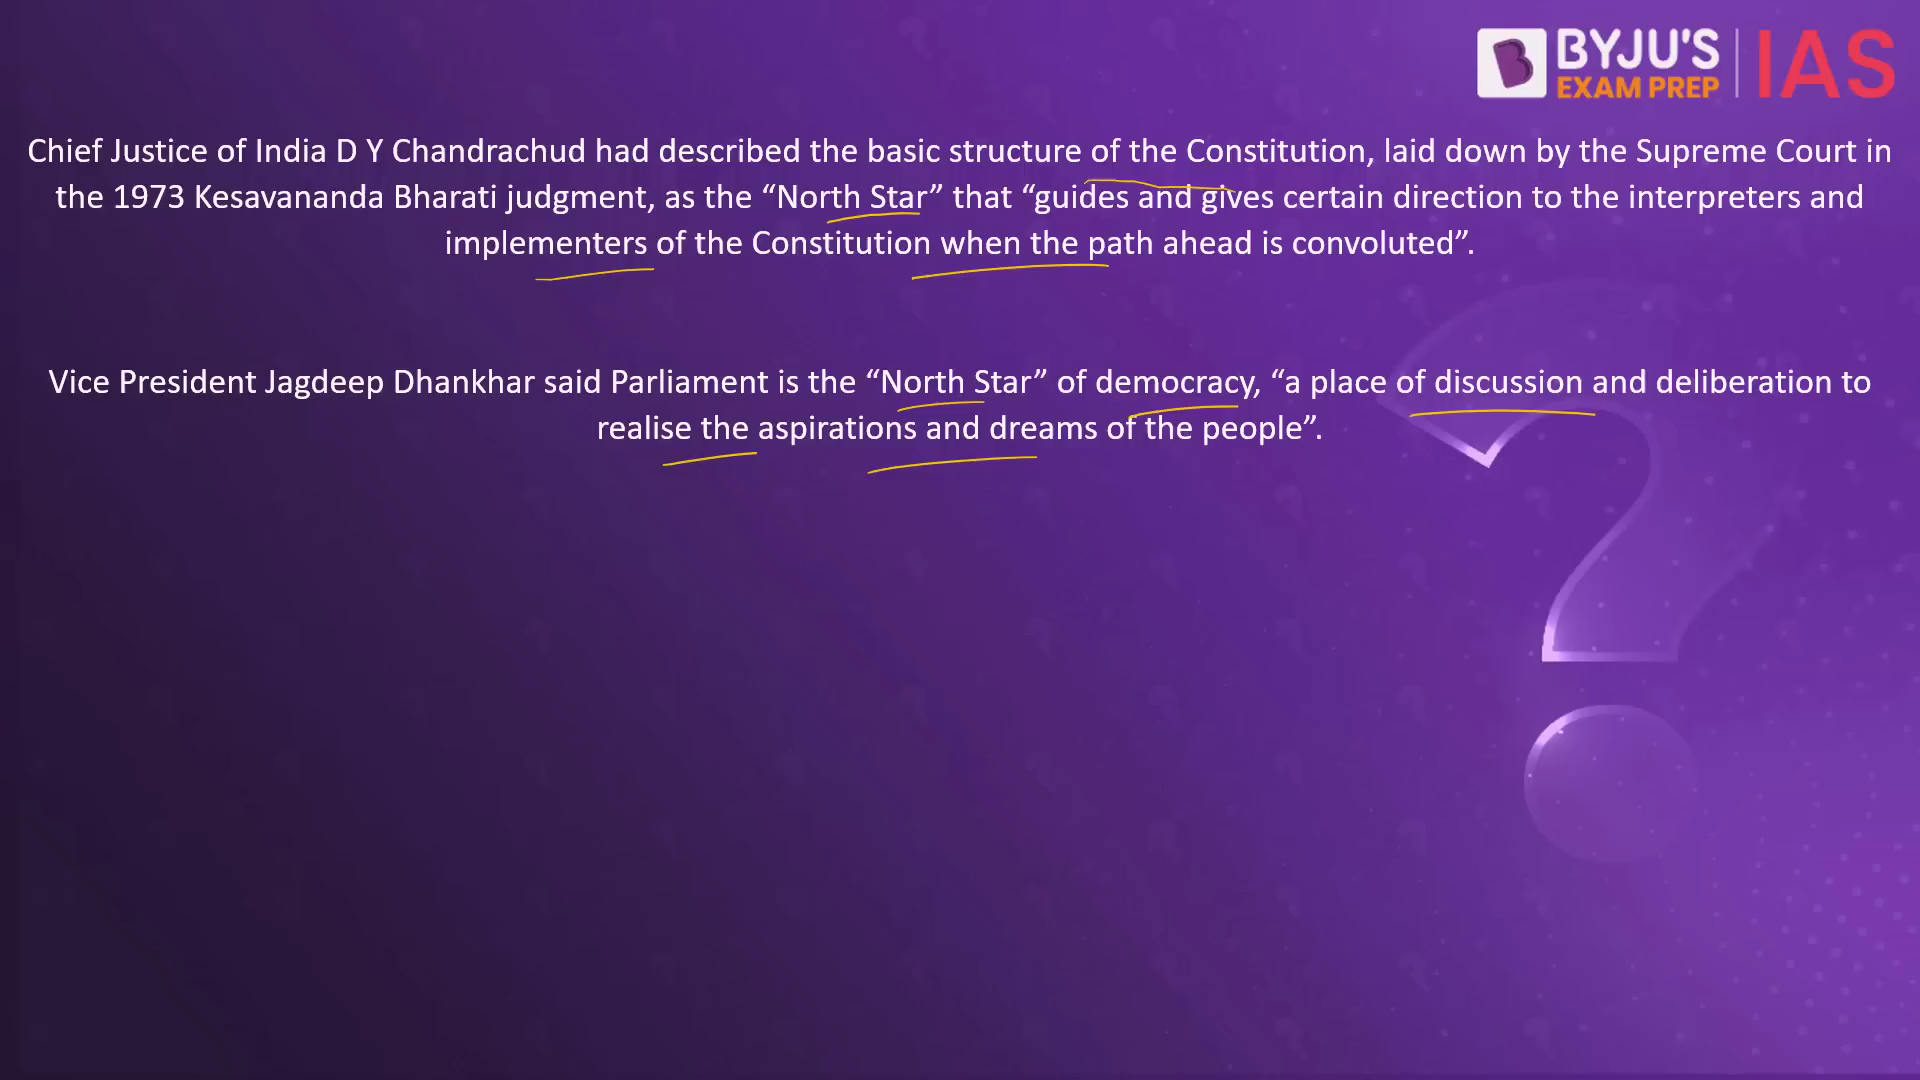 BYJU'S
EXAM PREP
IAS
Chief Justice of India D Y Chandrachud had described the basic structure of the Constitution, laid down by the Supreme Court in
the 1973 Kesavananda Bharati judgment, as the “North Star” that “guides and gives certain direction to the interpreters and
implementers of the Constitution when the path ahead is convoluted”.
Vice President Jagdeep Dhankhar said Parliament is the “North Star” of democracy, “a place of discussion and deliberation to
realise the aspirations and dreams of the people”.